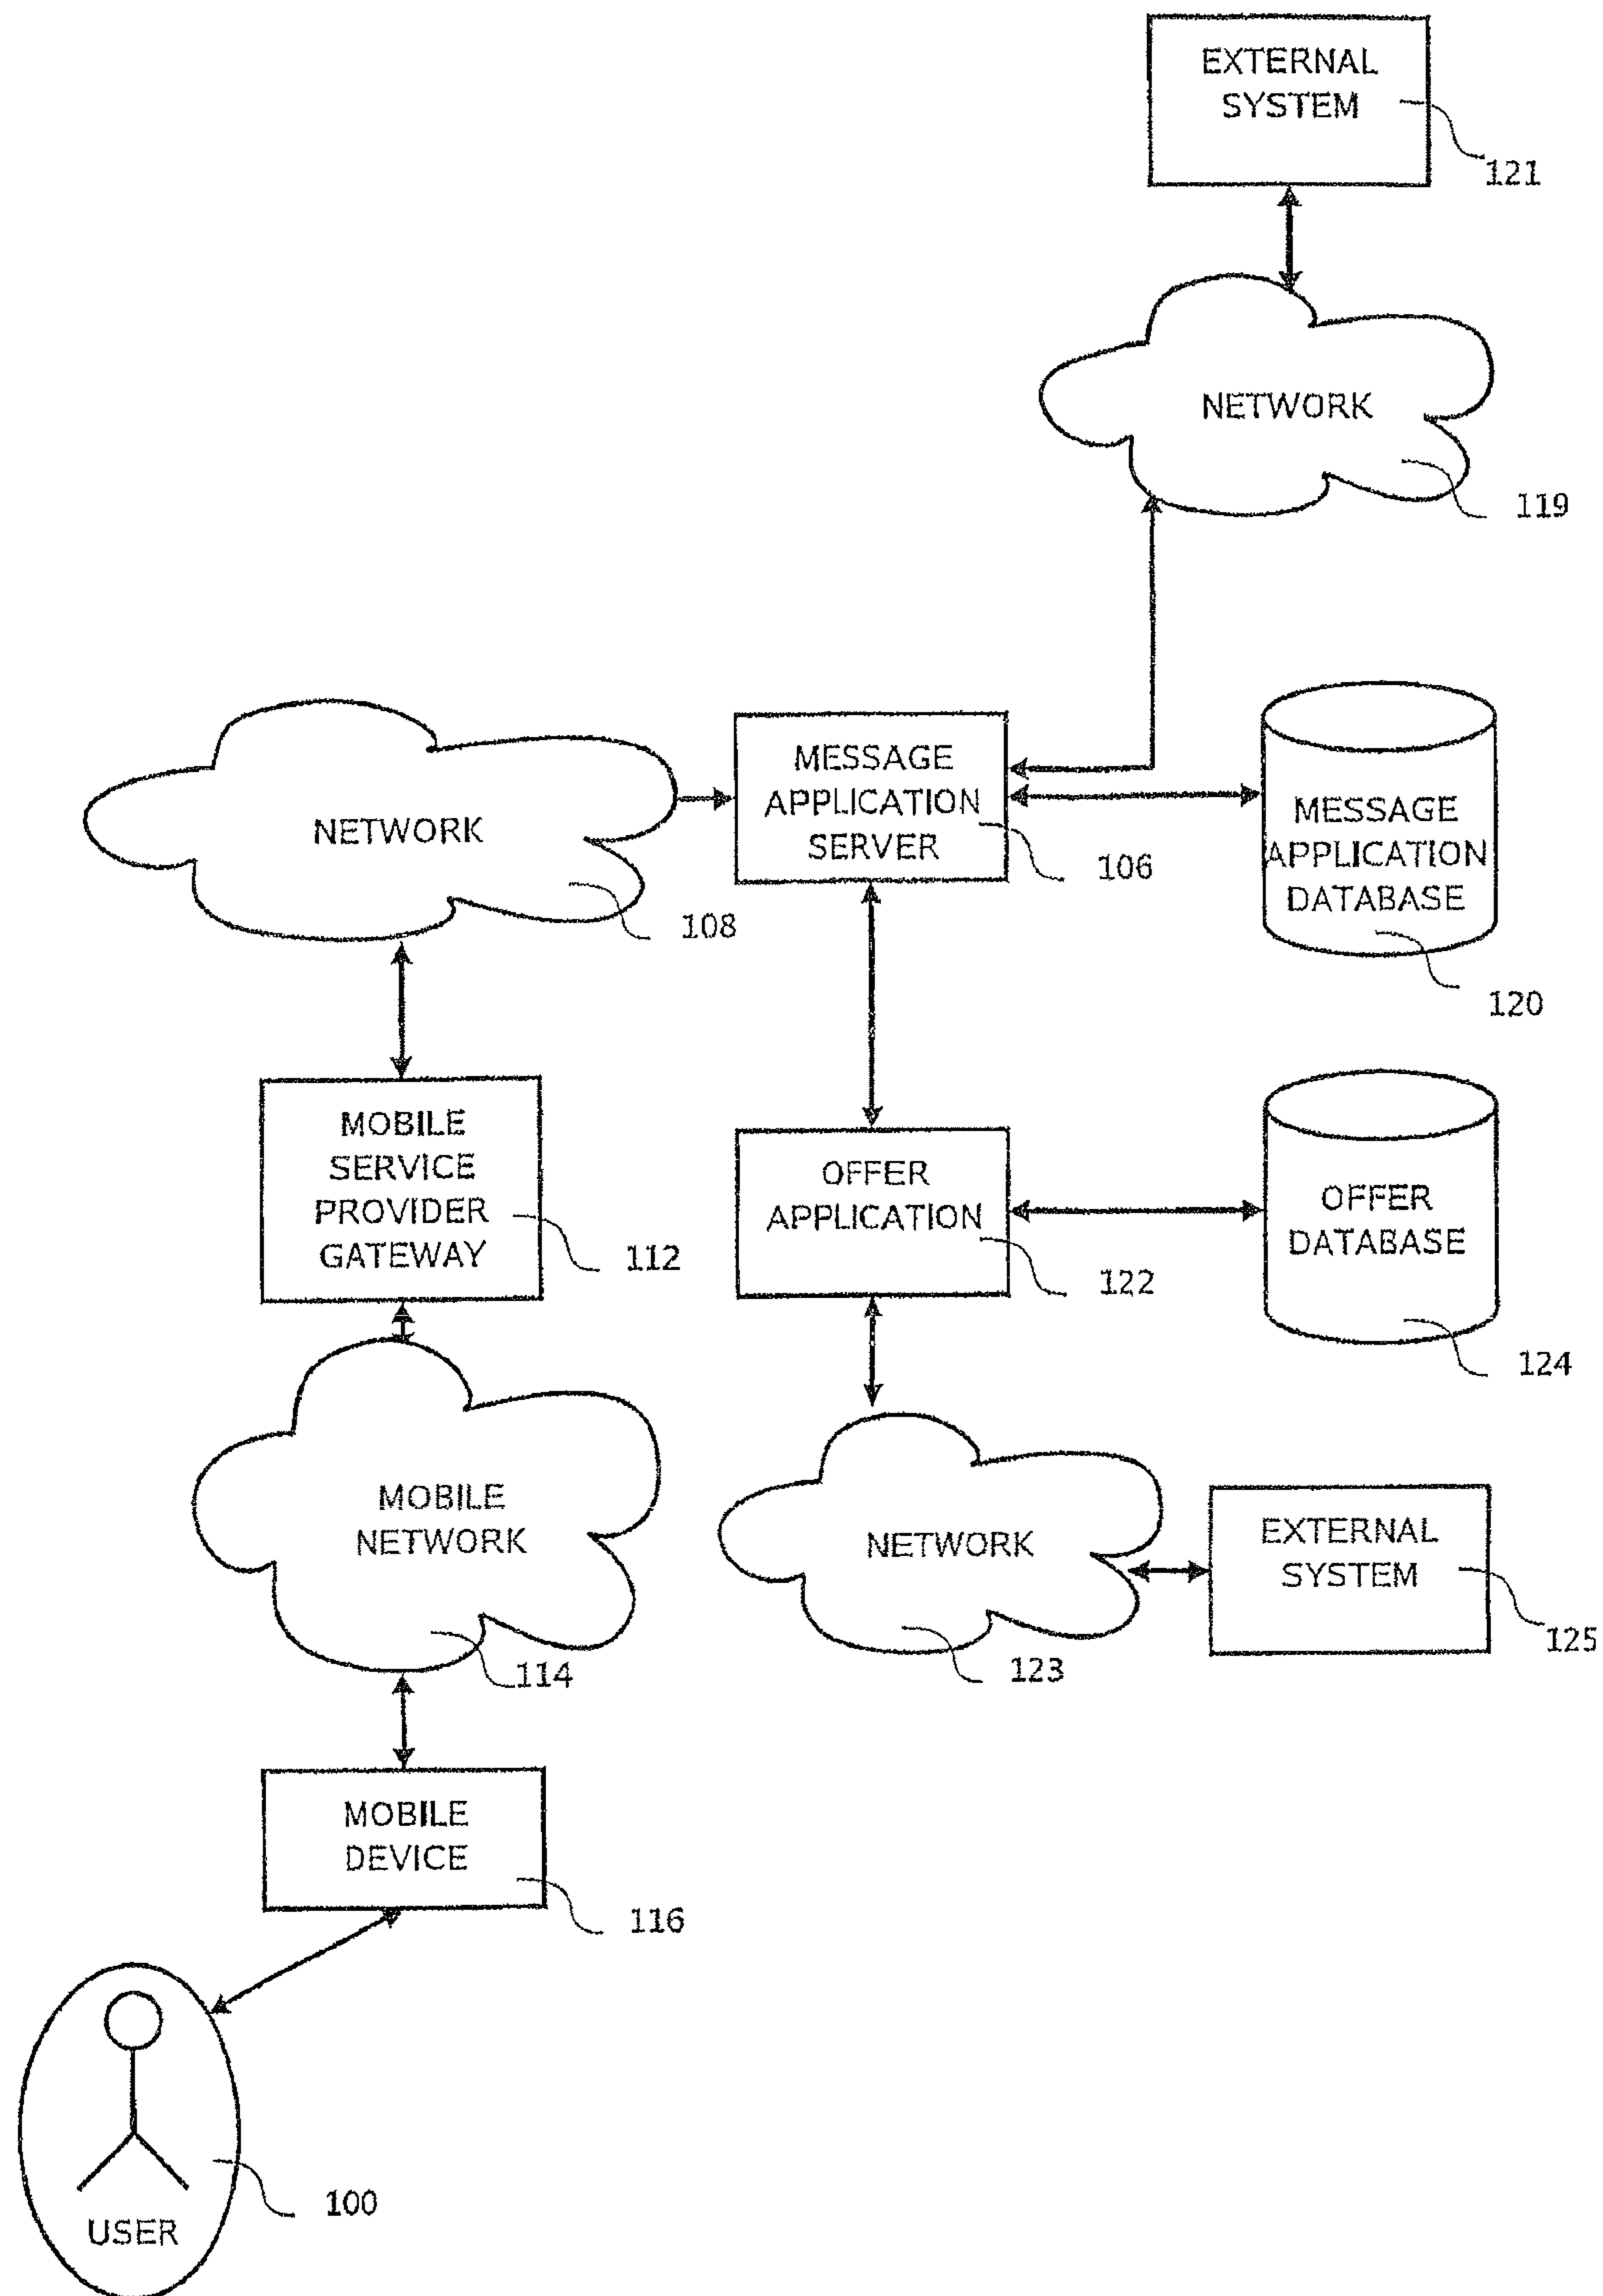 EXTERNAL
SYSTEM
121
NETWORK
119
MESSAGE
APPLICATION
SERVER
106
MESSAGE
APPLICATION
DATABASE
120
NETWORK
108
MOBILE
SERVICE
PROVIDER
GATEWAY
112
OFFER
APPLICATION
122
OFFER
DATABASE
124
MOBILE
NETWORK
114
NETWORK
123
EXTERNAL
SYSTEM
125
MOBILE
DEVICE
116
100
USER